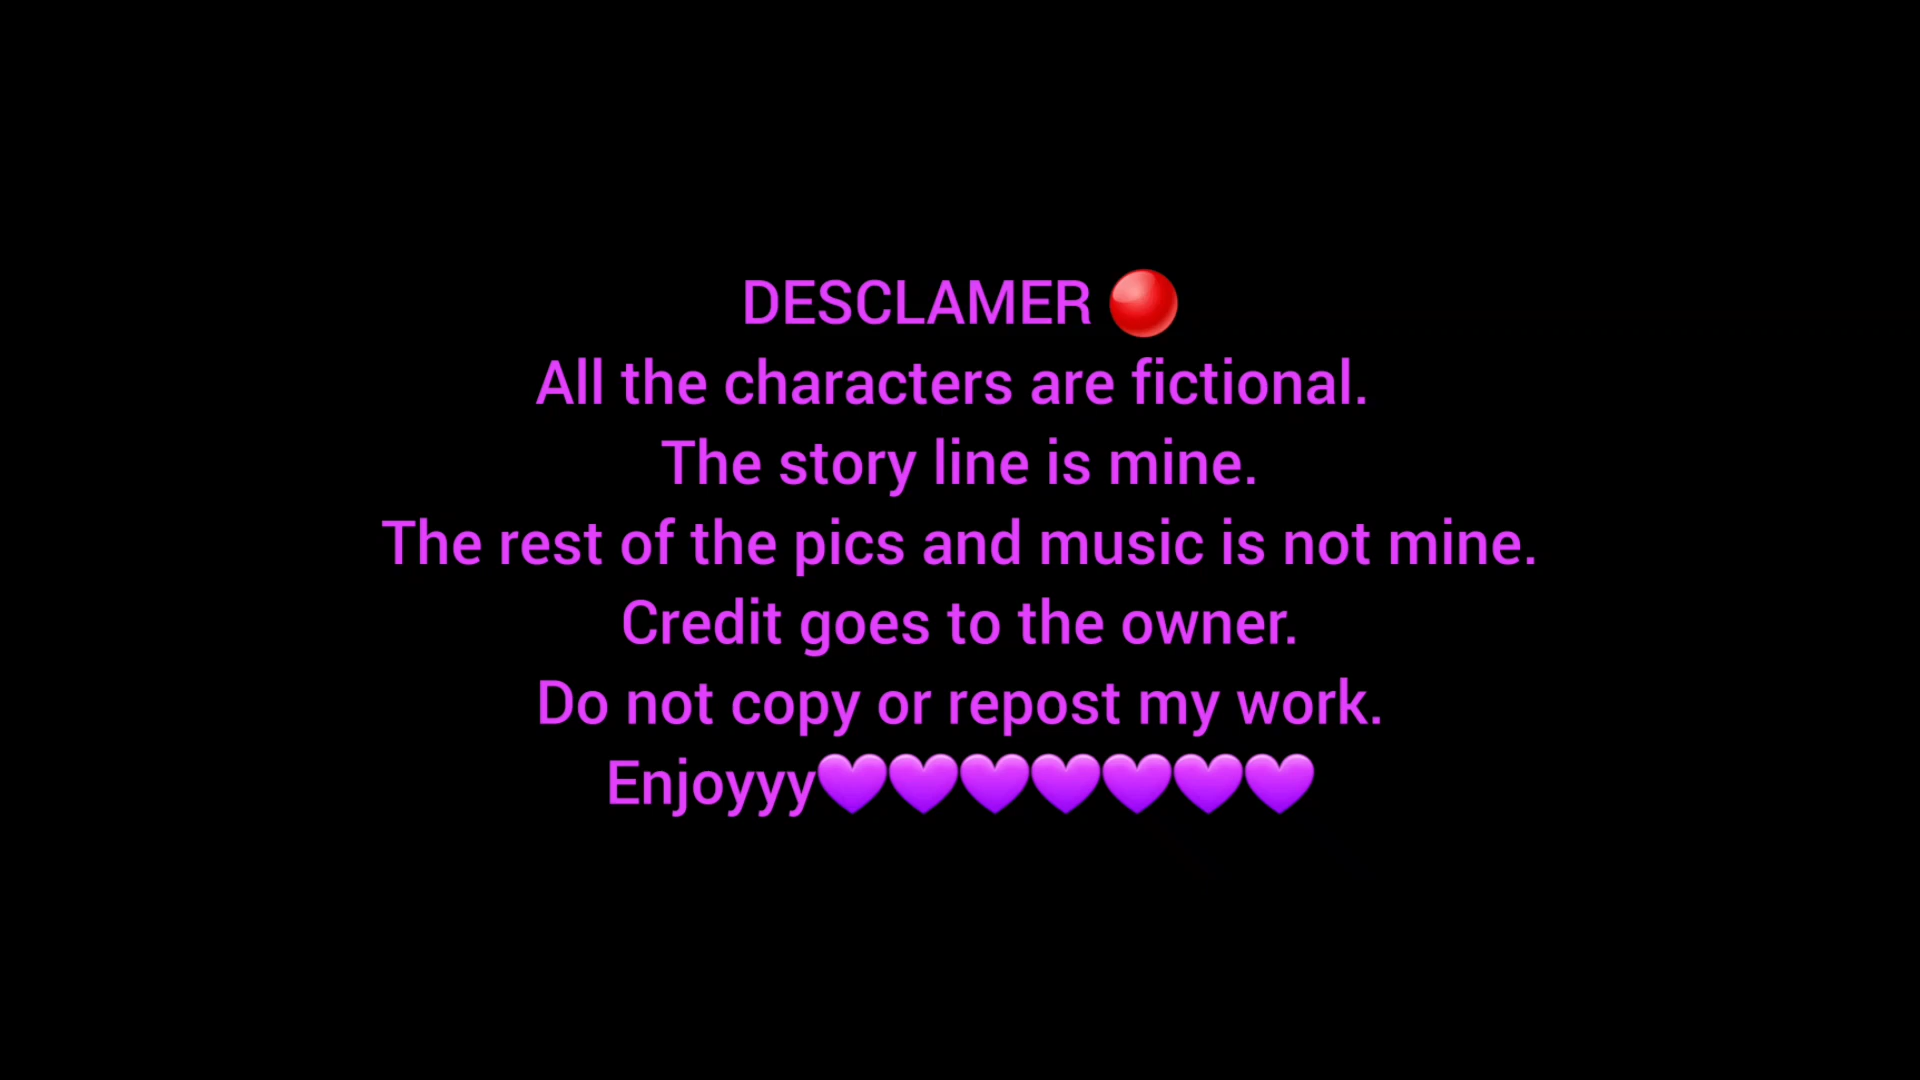 DESCLAMER 🔴
All the characters are fictional.
The story line is mine.
The rest of the pics and music is not mine.
Credit goes to the owner.
Do not copy or repost my work.
Enjoyyy💜💜💜💜💜💜💜